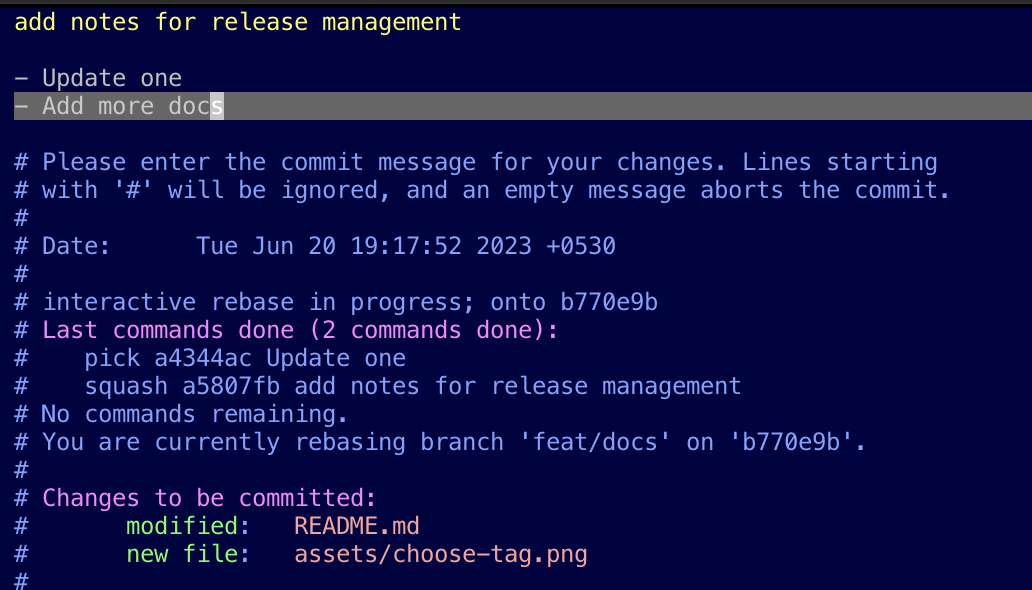 add notes for release management

- Update one
- Add more docs

# Please enter the commit message for your changes. Lines starting
# with '#' will be ignored, and an empty message aborts the commit.
#
# Date:      Tue Jun 20 19:17:52 2023 +0530
#
# interactive rebase in progress; onto b770e9b
# Last commands done (2 commands done):
#    pick a4344ac Update one
#    squash a5807fb add notes for release management
# No commands remaining.
# You are currently rebasing branch 'feat/docs' on 'b770e9b'.
#
# Changes to be committed:
#       modified:   README.md
#       new file:   assets/choose-tag.png
#